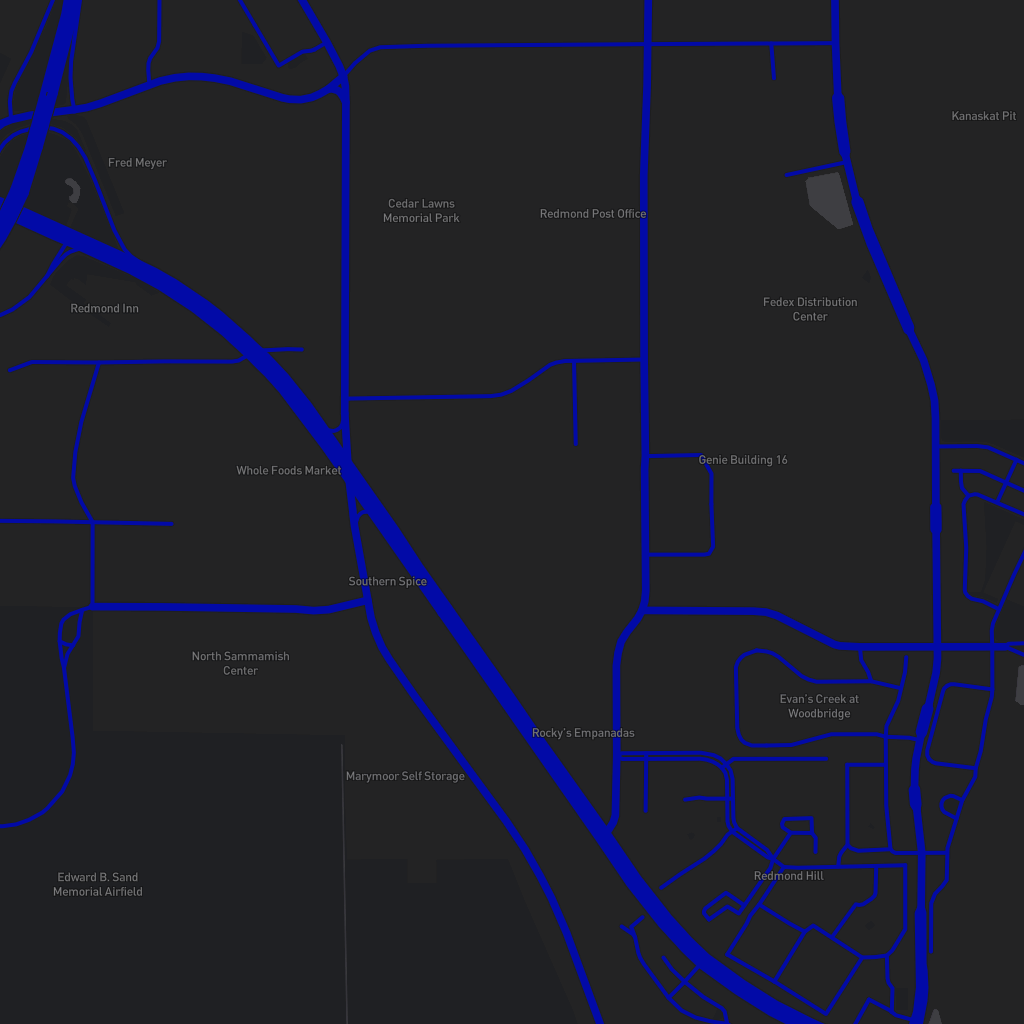 Kanaskat Pit
Fred Meyer
Cedar Lawns
Memorial Park
Redmond Post Office
Redmond Inn
Fedex Distribution
Center
Whole Foods Market
Genie Building 16
Southern Spice
North Sammamish
Center
Evan's Creek at
Woodbridge
Rocky's Empanadas
Marymoor Self Storage
Edward B. Sand
Memorial Airfield
Redmond Hill